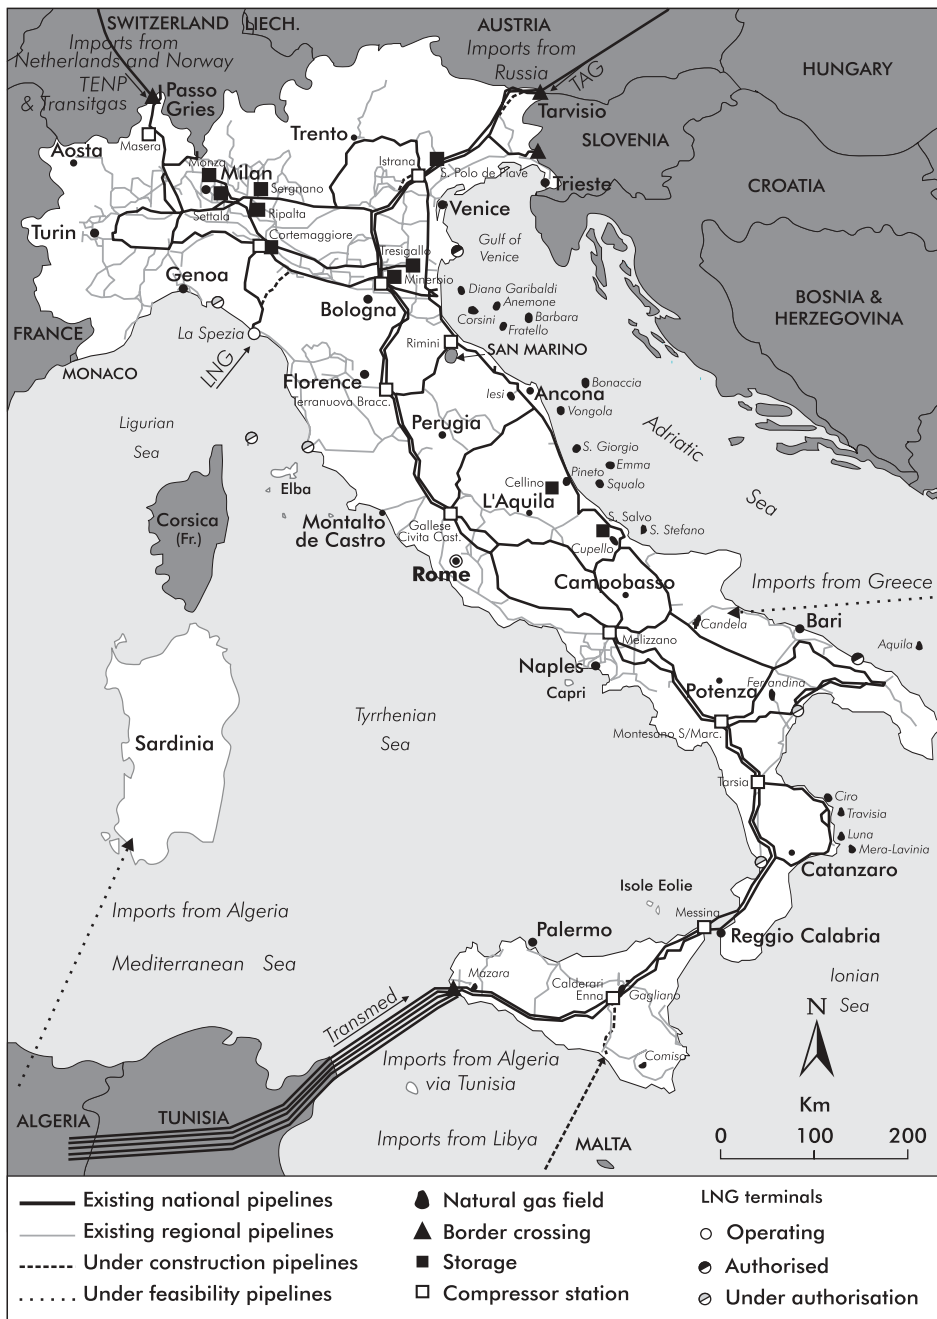 SWITZERLAND
LIECH.
AUSTRIA
HUNGARY
Imports from
Netherlands and Norway
TENP
& Transitgas
Passo
Gries
Imports from
Russia
TAG
Tarvisio
SLOVENIA
CROATIA
Masera
Aosta
Trento
Istrana
S. Polo de Piave
Trieste
Monza
Milan
Sergnano
Settala
Ripalta
Venice
Turin
Cortemaggiore
Tresigallo
Gulf of
Venice
Genoa
Minerbio
Bologna
Diana Garibaldi
Anemone
Corsini
Barbara
Fratello
BOSNIA &
HERZEGOVINA
FRANCE
La Spezia
LNG
Rimini
SAN MARINO
MONACO
Florence
Terranuova Bracc.
Iesi
Ancona
Bonaccia
Vongola
Ligurian
Sea
Perugia
Adriatic
Sea
S. Giorgio
Emma
Pineto
Squalo
Cellino
L'Aquila
Elba
Corsica
(Fr.)
Montalto
de Castro
Gallese
Civita Cast.
S. Salvo
S. Stefano
Cupello
Rome
Campobasso
Imports from Greece
Candela
Bari
Aquila
Melizzano
Naples
Capri
Potenza
Ferrandina
Tyrrhenian
Sea
Montesano S/Marc.
Sardinia
Tarsia
Ciro
Travisia
Luna
Mera-Lavinia
Catanzaro
Isole Eolie
Imports from Algeria
Messina
Palermo
Reggio Calabria
Mediterranean Sea
Mazara
Calderari
Enna
Gagliano
Ionian
Sea
Transmed
N
Imports from Algeria
via Tunisia
Comisa
Km
ALGERIA
TUNISIA
Imports from Libya
MALTA
0 100 200
Existing national pipelines
Existing regional pipelines
Under construction pipelines
Under feasibility pipelines
Natural gas field
Border crossing
Storage
Compressor station
LNG terminals
Operating
Authorised
Under authorisation